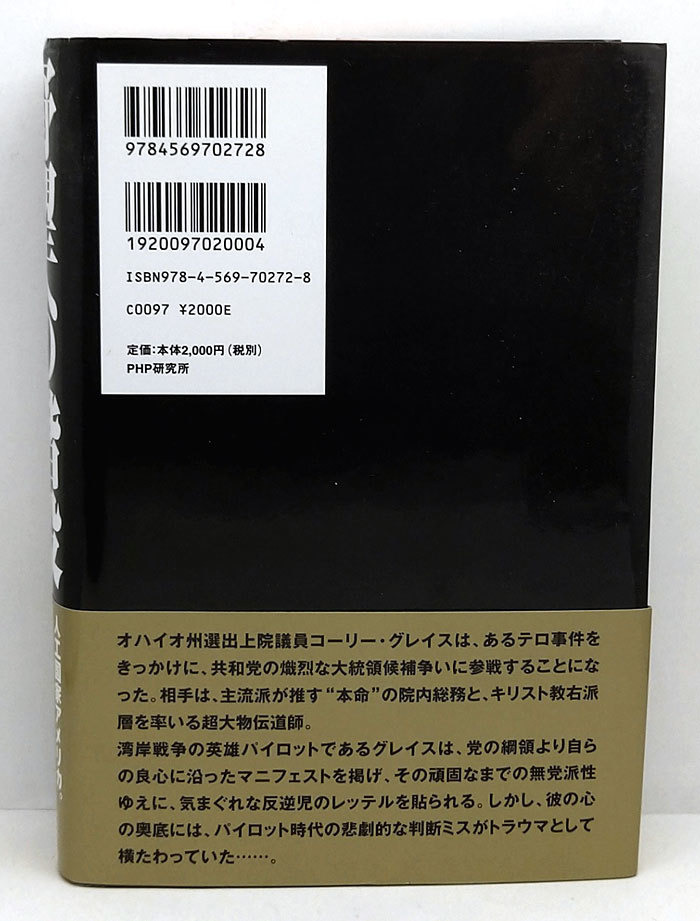 9784569702728
1920097020004
ISBN978-4-569-70272-8
C0097 ¥2000E
定価：本体2,000円（税別）
PHP研究所
オハイオ州選出上院議員コーリー・グレイスは、あるテロ事件を
きっかけに、共和党の熾烈な大統領候補争いに参戦することにな
った。相手は、主流派が推す“本命”の院内総務と、キリスト教右派
層を率いる超大物伝道師。
湾岸戦争の英雄パイロットであるグレイスは、党の綱領より自ら
の良心に沿ったマニフェストを掲げ、その頑固なまでの無党派性
ゆえに、気まぐれな反逆児のレッテルを貼られる。しかし、彼の心
の奥底には、パイロット時代の悲劇的な判断ミスがトラウマとして
横たわっていた……。